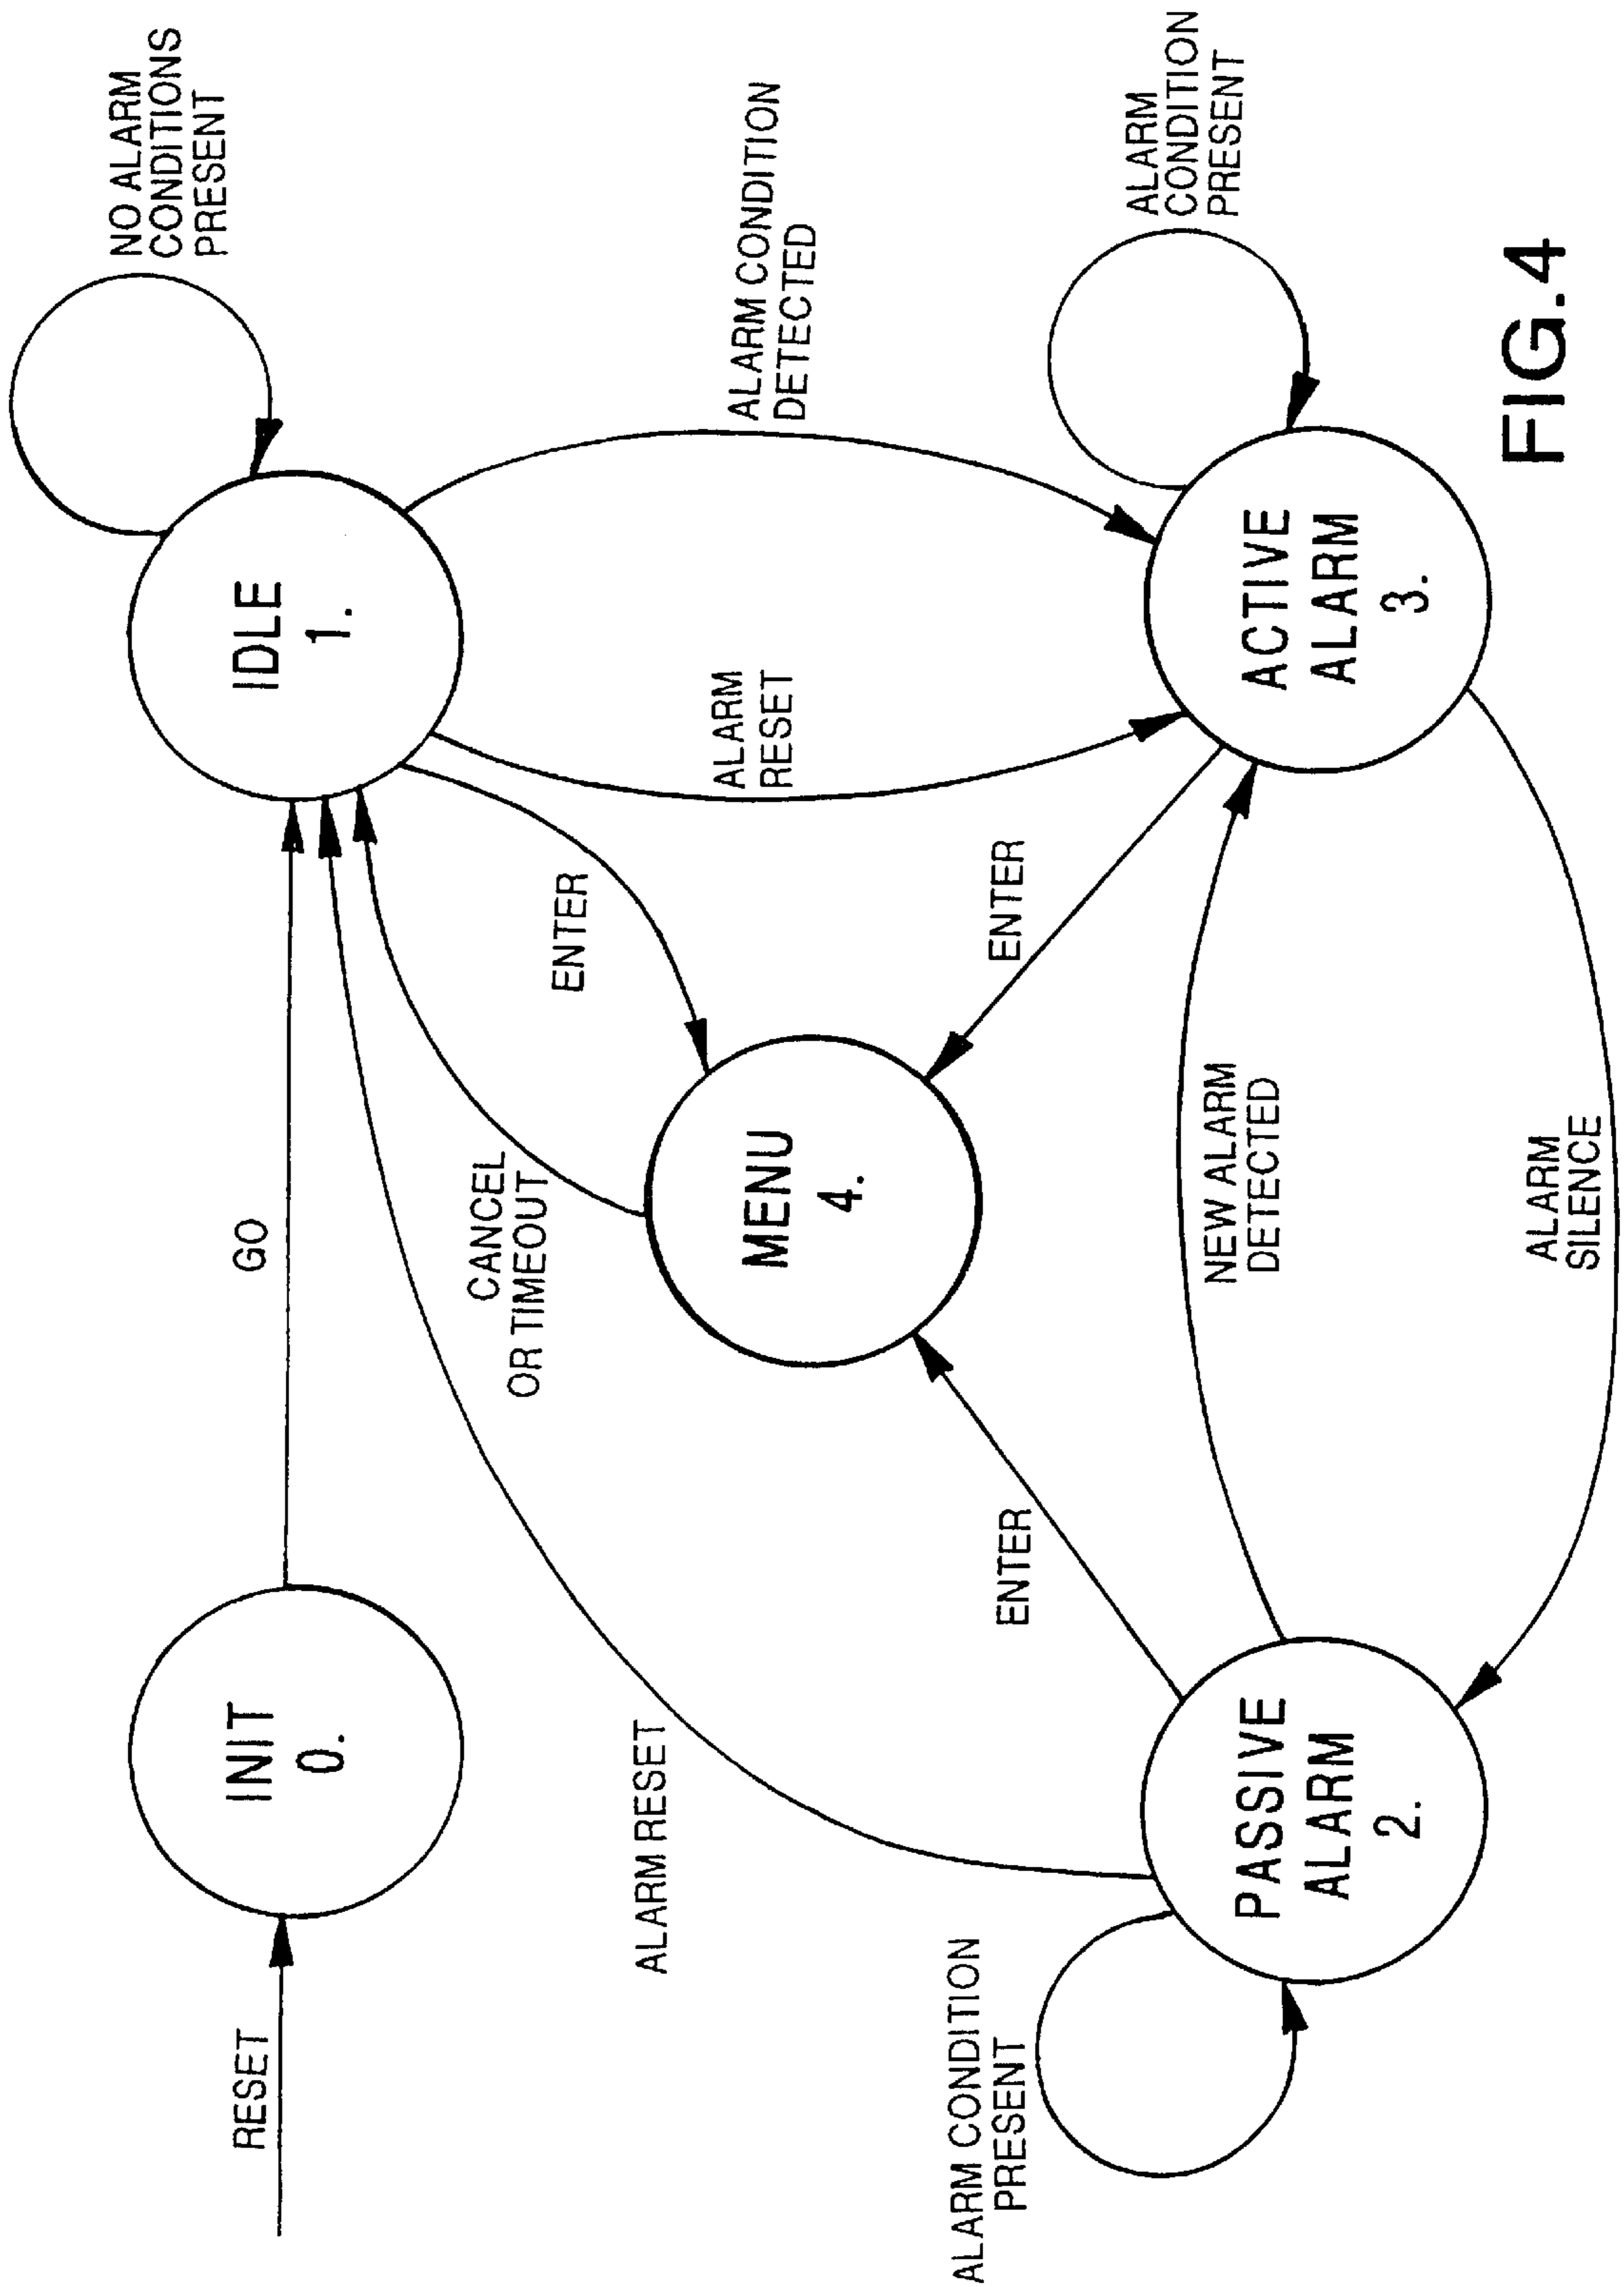 RESET
INIT
0.
GO
IDLE
1.
NO ALARM
CONDITIONS
PRESENT
ALARM RESET
CANCEL
OR TIMEOUT
ENTER
ALARM
RESET
ALARM CONDITION
DETECTED
MENU
4.
ENTER
ENTER
ALARM CONDITION
PRESENT
PASSIVE
ALARM
2.
NEW ALARM
DETECTED
ACTIVE
ALARM
3.
ALARM
CONDITION
PRESENT
ALARM
SILENCE
FIG.4